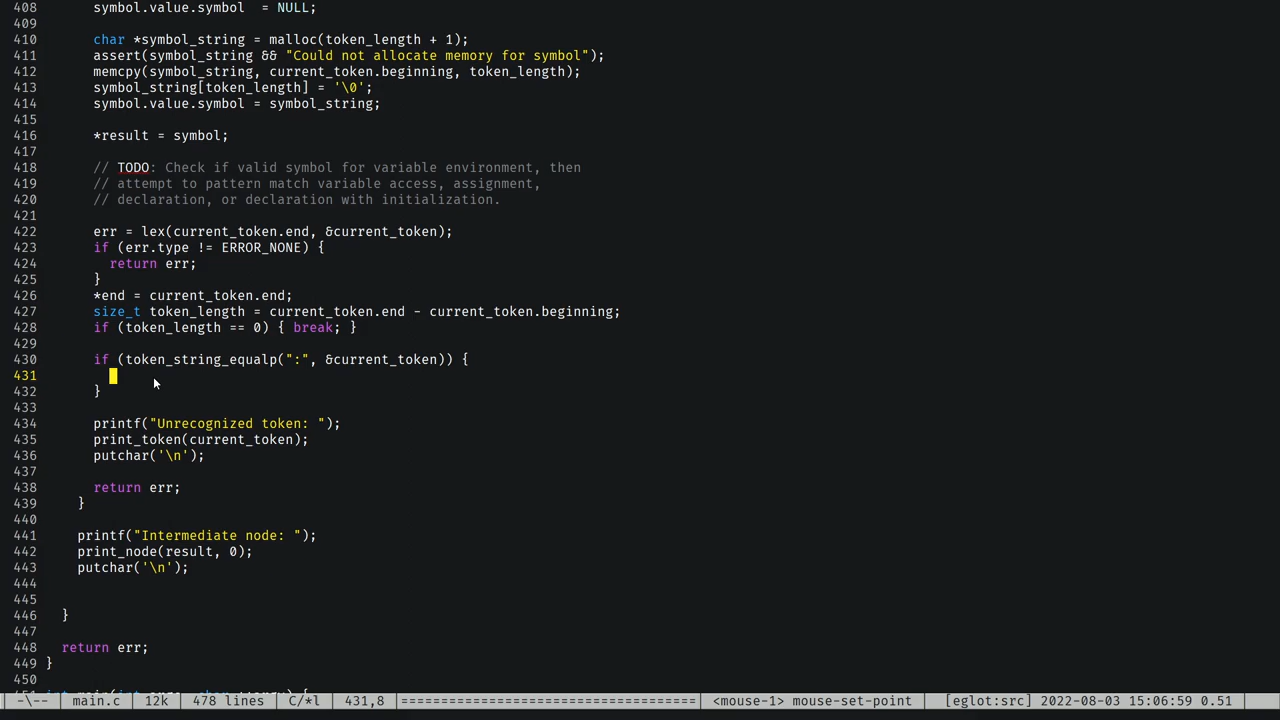 408 symbol.value.symbol  = NULL;
409
410 char *symbol_string = malloc(token_length + 1);
411 assert(symbol_string && "Could not allocate memory for symbol");
412 memcpy(symbol_string, current_token.beginning, token_length);
413 symbol_string[token_length] = '\0';
414 symbol.value.symbol = symbol_string;
415
416 *result = symbol;
417
418 // TODO: Check if valid symbol for variable environment, then
419 // attempt to pattern match variable access, assignment,
420 // declaration, or declaration with initialization.
421
422 err = lex(current_token.end, &current_token);
423 if (err.type != ERROR_NONE) {
424 return err;
425 }
426 *end = current_token.end;
427 size_t token_length = current_token.end - current_token.beginning;
428 if (token_length == 0) { break; }
429
430 if (token_string_equalp(":", &current_token)) {
431
432 }
433
434 printf("Unrecognized token: ");
435 print_token(current_token);
436 putchar('\n');
437
438 return err;
439 }
440
441 printf("Intermediate node: ");
442 print_node(result, 0);
443 putchar('\n');
444
445
446 }
447
448 return err;
449 }
450
-\-- main.c 12k 478 lines C/*l 431,8 ===================================== <mouse-1> mouse-set-point [eglot:src] 2022-08-03 15:06:59 0.51